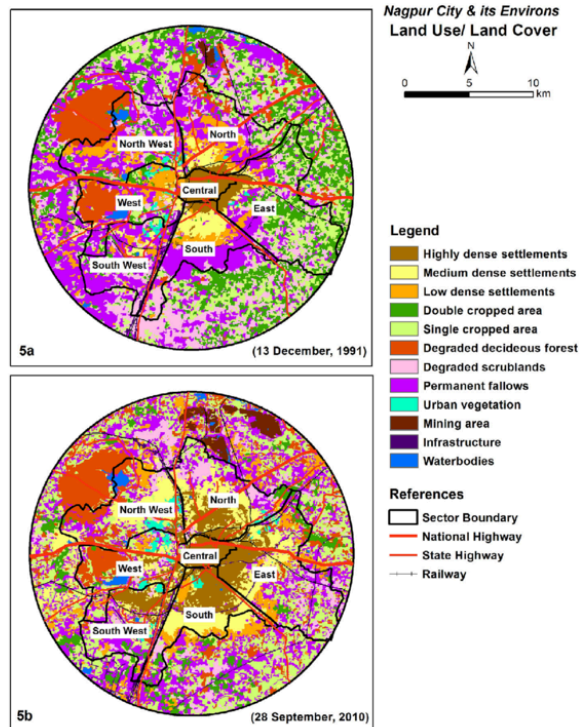 Nagpur City & its Environs
Land Use/ Land Cover
N
0 5 10
km
North West
North
West
Central
East
South
South West
5a
(13 December, 1991)
Legend
Highly dense settlements
Medium dense settlements
Low dense settlements
Double cropped area
Single cropped area
Degraded decideous forest
Degraded scrublands
Permanent fallows
Urban vegetation
Mining area
Infrastructure
Waterbodies
References
Sector Boundary
National Highway
State Highway
Railway
North West
North
West
Central
East
South
South West
5b
(28 September, 2010)